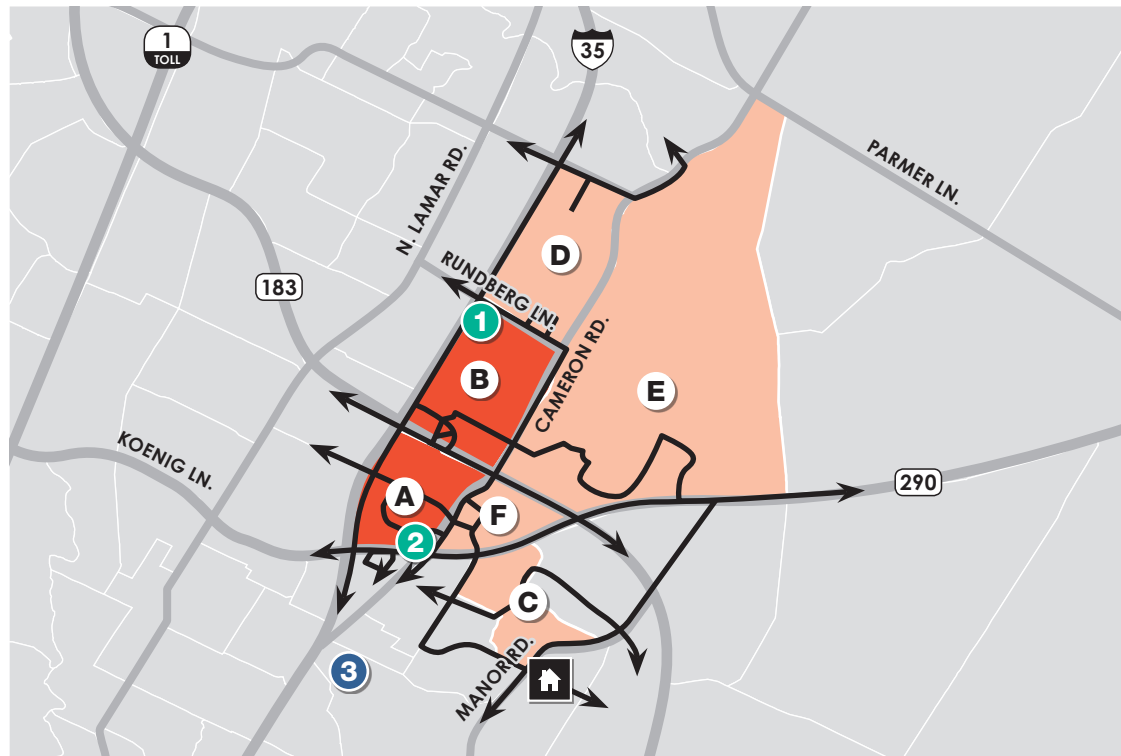 1
TOLL
35
N. LAMAR RD.
PARMER LN.
D
RUNDBERG LN.
183
1
B
CAMERON RD.
E
KOENIG LN.
290
A
F
2
C
3
MANOR RD.